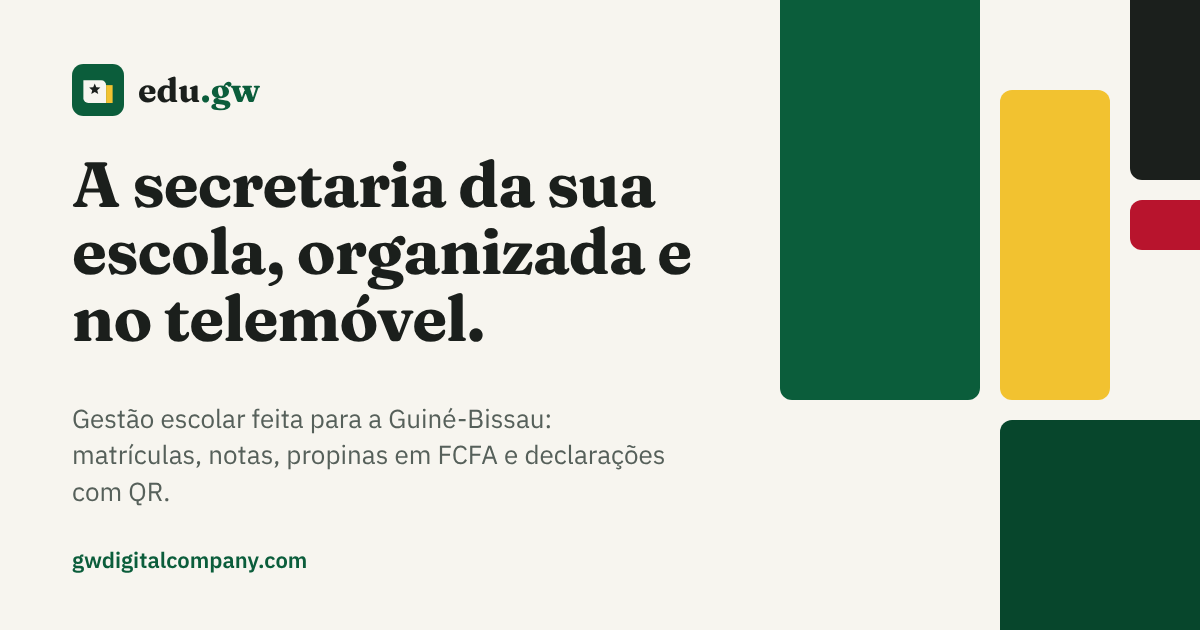 edu.gw
A secretaria da sua
escola, organizada e
no telemóvel.
Gestão escolar feita para a Guiné-Bissau:
matrículas, notas, propinas em FCFA e declarações
com QR.
gwdigitalcompany.com